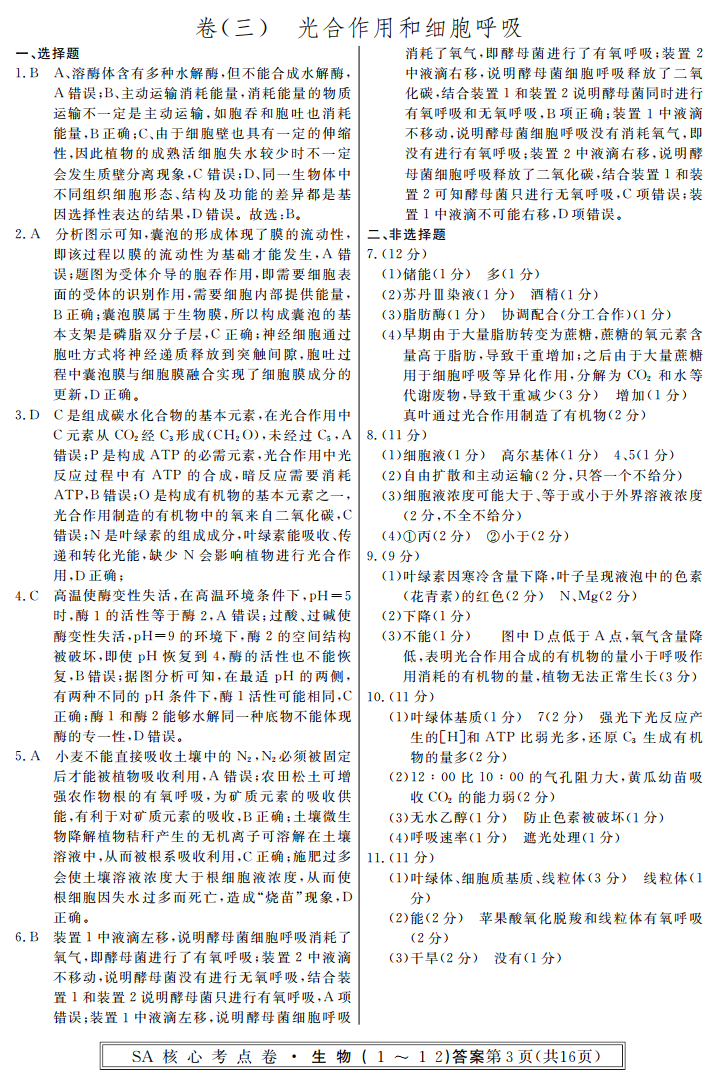 卷(三) 光合作用和细胞呼吸
一、选择题
1.B A、溶酶体含有多种水解酶,但不能合成水解酶,
A错误;B、主动运输消耗能量,消耗能量的物质
运输不一定是主动运输,如胞吞和胞吐也消耗
能量,B正确;C、由于细胞壁也具有一定的伸缩
性,因此植物的成熟活细胞失水较少时不一定
会发生质壁分离现象,C错误;D、同一生物体中
不同组织细胞形态、结构及功能的差异都是基
因选择性表达的结果,D错误。故选:B。
2.A 分析图示可知,囊泡的形成体现了膜的流动性,
即该过程以膜的流动性为基础才能发生,A错
误;题图为受体介导的胞吞作用,即需要细胞表
面的受体的识别作用,需要细胞内部提供能量,
B正确;囊泡膜属于生物膜,所以构成囊泡的基
本支架是磷脂双分子层,C正确;神经细胞通过
胞吐方式将神经递质释放到突触间隙,胞吐过
程中囊泡膜与细胞膜融合实现了细胞膜成分的
更新,D正确。
3.D C是组成碳水化合物的基本元素,在光合作用中
C元素从CO₂经C₃形成(CH₂O),未经过C₅,A
错误;P是构成ATP的必需元素,光合作用中光
反应过程中有ATP的合成,暗反应需要消耗
ATP,B错误;O是构成有机物的基本元素之一,
光合作用制造的有机物中的氧来自二氧化碳,C
错误;N是叶绿素的组成成分,叶绿素能吸收、传
递和转化光能,缺少N会影响植物进行光合作
用,D正确;
4.C 高温使酶变性失活,在高温环境条件下,pH=5
时,酶1的活性等于酶2,A错误;过酸、过碱使
酶变性失活,pH=9的环境下,酶2的空间结构
被破坏,即使pH恢复到4,酶的活性也不能恢
复,B错误;据图分析可知,在最适pH的两侧,
有两种不同的pH条件下,酶1活性可能相同,C
正确;酶1和酶2能够水解同一种底物不能体现
酶的专一性,D错误。
5.A 小麦不能直接吸收土壤中的N₂,N₂必须被固定
后才能被植物吸收利用,A错误;农田松土可增
强农作物根的有氧呼吸,为矿质元素的吸收供
能,有利于对矿质元素的吸收,B正确;土壤微生
物降解植物秸秆产生的无机离子可溶解在土壤
溶液中,从而被根系吸收利用,C正确;施肥过多
会使土壤溶液浓度大于根细胞液浓度,从而使
根细胞因失水过多而死亡,造成“烧苗”现象,D
正确。
6.B 装置1中液滴左移,说明酵母菌细胞呼吸消耗了
氧气,即酵母菌进行了有氧呼吸;装置2中液滴
不移动,说明酵母菌没有进行无氧呼吸,结合装
置1和装置2说明酵母菌只进行有氧呼吸,A项
错误;装置1中液滴左移,说明酵母菌细胞呼吸
消耗了氧气,即酵母菌进行了有氧呼吸;装置2
中液滴右移,说明酵母菌细胞呼吸释放了二氧
化碳,结合装置1和装置2说明酵母菌同时进行
有氧呼吸和无氧呼吸,B项正确;装置1中液滴
不移动,说明酵母菌细胞呼吸没有消耗氧气,即
没有进行有氧呼吸;装置2中液滴右移,说明酵
母菌细胞呼吸释放了二氧化碳,结合装置1和装
置2可知酵母菌只进行无氧呼吸,C项错误;装
置1中液滴不可能右移,D项错误。
二、非选择题
7.(12分)
(1)储能(1分) 多(1分)
(2)苏丹Ⅲ染液(1分) 酒精(1分)
(3)脂肪酶(1分) 协调配合(分工合作)(1分)
(4)早期由于大量脂肪转变为蔗糖,蔗糖的氧元素含
量高于脂肪,导致干重增加;之后由于大量蔗糖
用于细胞呼吸等异化作用,分解为CO₂和水等
代谢废物,导致干重减少(3分) 增加(1分)
真叶通过光合作用制造了有机物(2分)
8.(11分)
(1)细胞液(1分) 高尔基体(1分) 4、5(1分)
(2)自由扩散和主动运输(2分,只答一个不给分)
(3)细胞液浓度可能大于、等于或小于外界溶液浓度
(2分,不全不给分)
(4)①丙(2分) ②小于(2分)
9.(9分)
(1)叶绿素因寒冷含量下降,叶子呈现液泡中的色素
(花青素)的红色(2分) N、Mg(2分)
(2)下降(1分)
(3)不能(1分) 图中D点低于A点,氧气含量降
低,表明光合作用合成的有机物的量小于呼吸作
用消耗的有机物的量,植物无法正常生长(3分)
10.(11分)
(1)叶绿体基质(1分) 7(2分) 强光下光反应产
生的[H]和ATP比弱光多,还原C₃生成有机
物的量多(2分)
(2)12:00比10:00的气孔阻力大,黄瓜幼苗吸
收CO₂的能力弱(2分)
(3)无水乙醇(1分) 防止色素被破坏(1分)
(4)呼吸速率(1分) 遮光处理(1分)
11.(11分)
(1)叶绿体、细胞质基质、线粒体(3分) 线粒体(1
分)
(2)能(2分) 苹果酸氧化脱羧和线粒体有氧呼吸
(2分)
(3)干旱(2分) 没有(1分)
SA核心考点卷·生物(1～12)答案第3页(共16页)